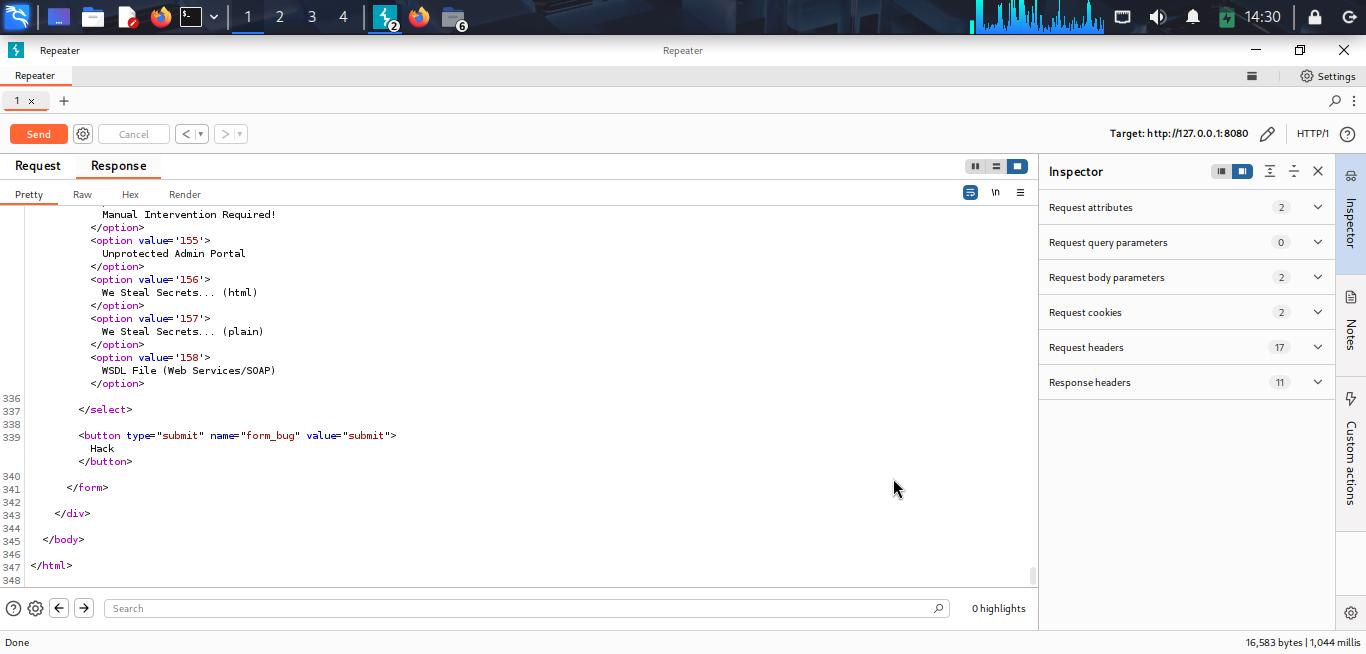 1 2 3 4 2 6 14:30
Repeater Repeater
Repeater Settings
1 × +
Send Cancel < > Target: http://127.0.0.1:8080 HTTP/1 ?
Request Response
Pretty Raw Hex Render \n
Manual Intervention Required!
</option>
<option value='155'>
Unprotected Admin Portal
</option>
<option value='156'>
We Steal Secrets... (html)
</option>
<option value='157'>
We Steal Secrets... (plain)
</option>
<option value='158'>
WSDL File (Web Services/SOAP)
</option>
336
337 </select>
338
339 <button type="submit" name="form_bug" value="submit">
Hack
</button>
340
341 </form>
342
343 </div>
344
345 </body>
346
347 </html>
348
? Search 0 highlights
Done 16,583 bytes | 1,044 millis
Inspector
Request attributes 2
Request query parameters 0
Request body parameters 2
Request cookies 2
Request headers 17
Response headers 11
Inspector
Notes
Custom actions